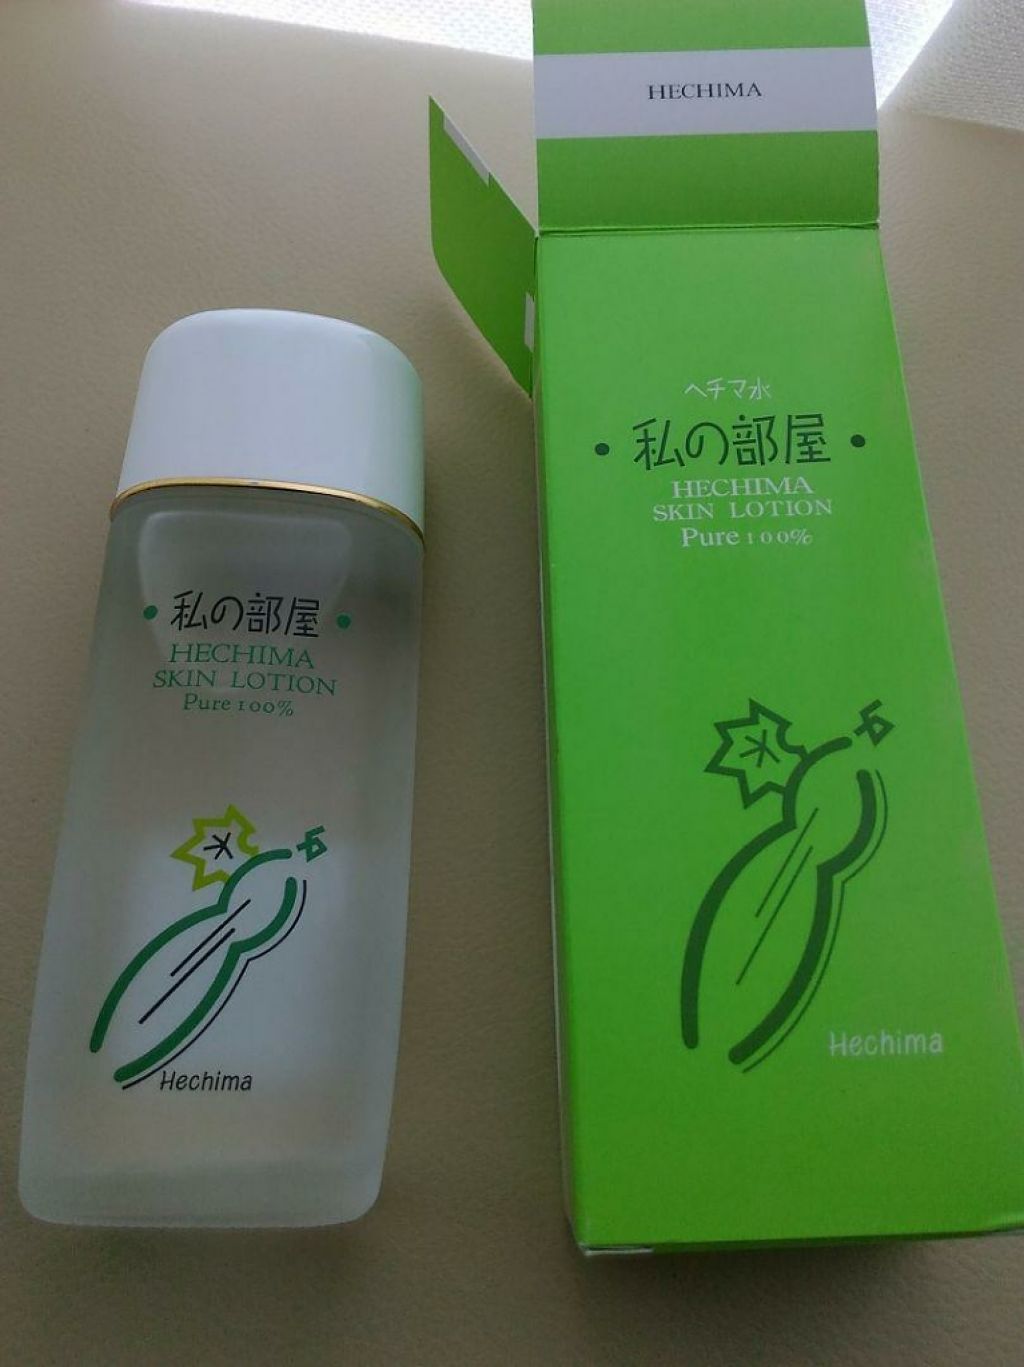 HECHIMA
ヘチマ水
• 私の部屋 •
HECHIMA
SKIN LOTION
Pure 100%
Hechima
• 私の部屋 •
HECHIMA
SKIN LOTION
Pure 100%
Hechima